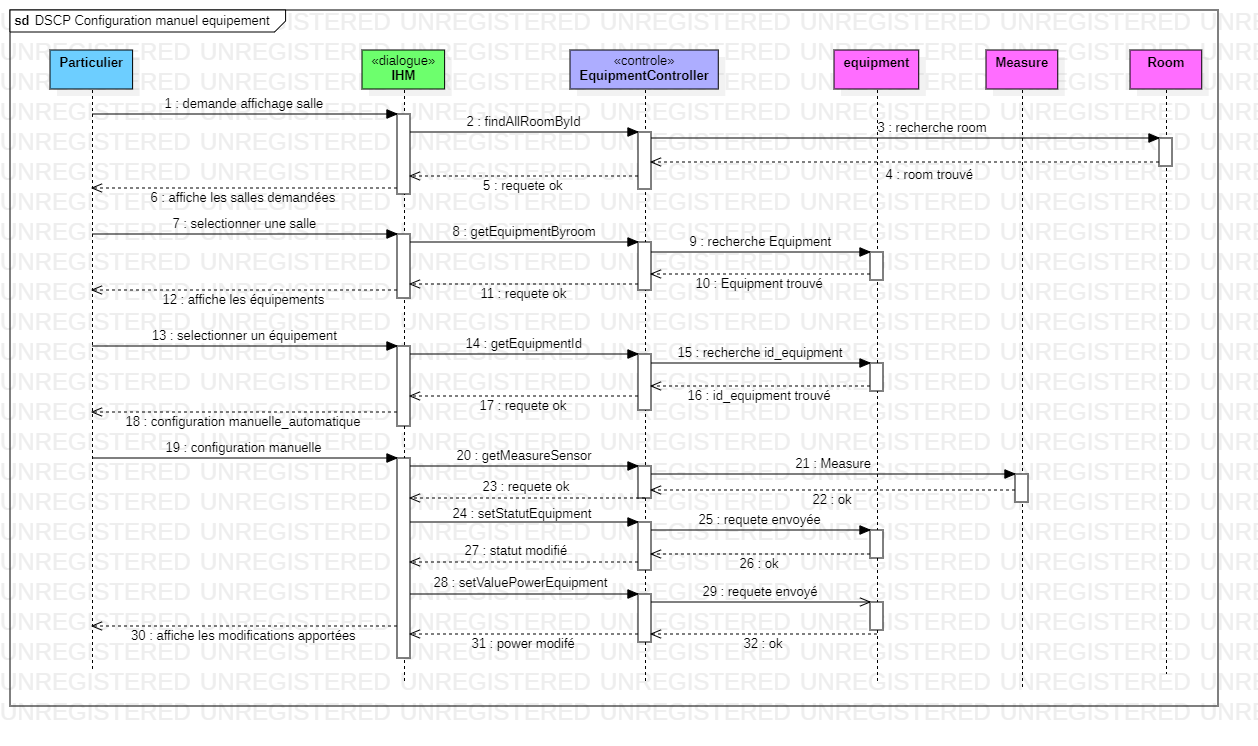 sd DSCP Configuration manuel equipement
Particulier
«dialogue»
IHM
«controle»
EquipmentController
equipment
Measure
Room
1 : demande affichage salle
2 : findAllRoomById
3 : recherche room
4 : room trouvé
5 : requete ok
6 : affiche les salles demandées
7 : selectionner une salle
8 : getEquipmentByroom
9 : recherche Equipment
10 : Equipment trouvé
11 : requete ok
12 : affiche les équipements
13 : selectionner un équipement
14 : getEquipmentId
15 : recherche id_equipment
16 : id_equipment trouvé
17 : requete ok
18 : configuration manuelle_automatique
19 : configuration manuelle
20 : getMeasureSensor
21 : Measure
22 : ok
23 : requete ok
24 : setStatutEquipment
25 : requete envoyée
26 : ok
27 : statut modifié
28 : setValuePowerEquipment
29 : requete envoyé
30 : affiche les modifications apportées
31 : power modifé
32 : ok
UNREGISTERED